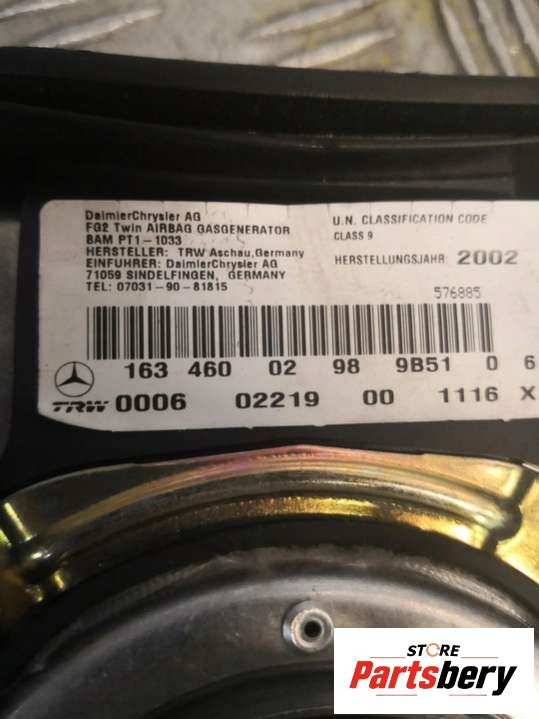 DaimlerChrysler AG
FG2 Twin AIRBAG GASGENERATOR
BAM PT1-1033
HERSTELLER: TRW Aschau,Germany
EINFUHRER: DaimlerChrysler AG
71059 SINDELFINGEN, GERMANY
TEL: 07031-90-81815
U.N. CLASSIFICATION CODE
CLASS 9
HERSTELLUNGSJAHR: 2002
576885
163 460 02 98 9B51 0 6
TRW 0006 02219 00 1116 X
STORE
Partsbery